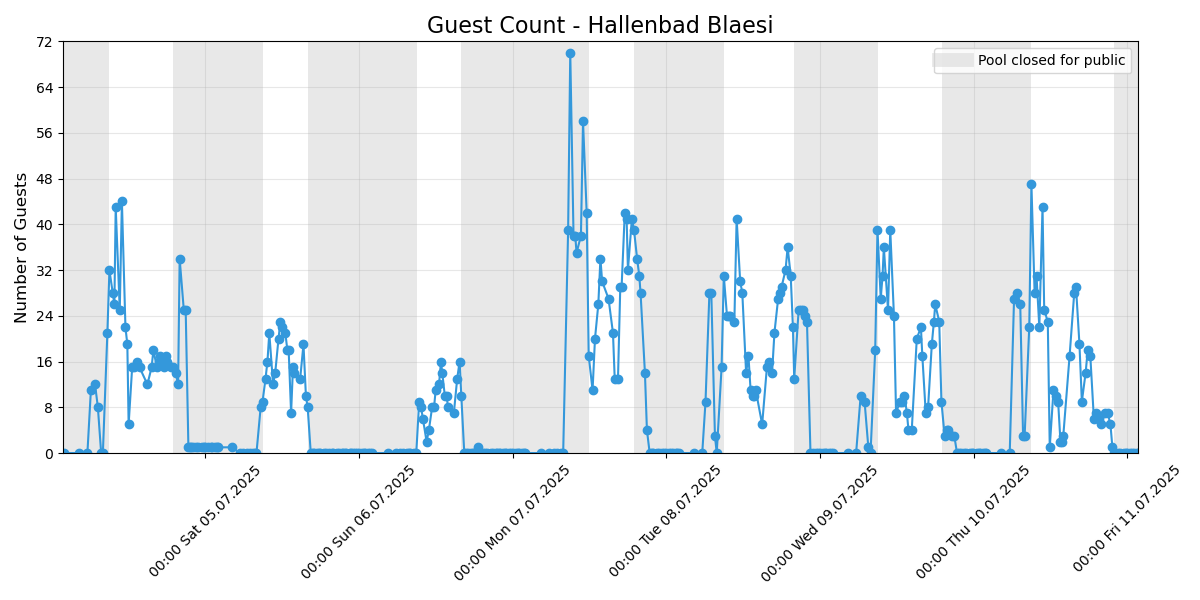 Guest Count - Hallenbad Blaesi
Pool closed for public
Number of Guests
72
64
56
48
40
32
24
16
8
0
00:00 Sat 05.07.2025
00:00 Sun 06.07.2025
00:00 Mon 07.07.2025
00:00 Tue 08.07.2025
00:00 Wed 09.07.2025
00:00 Thu 10.07.2025
00:00 Fri 11.07.2025